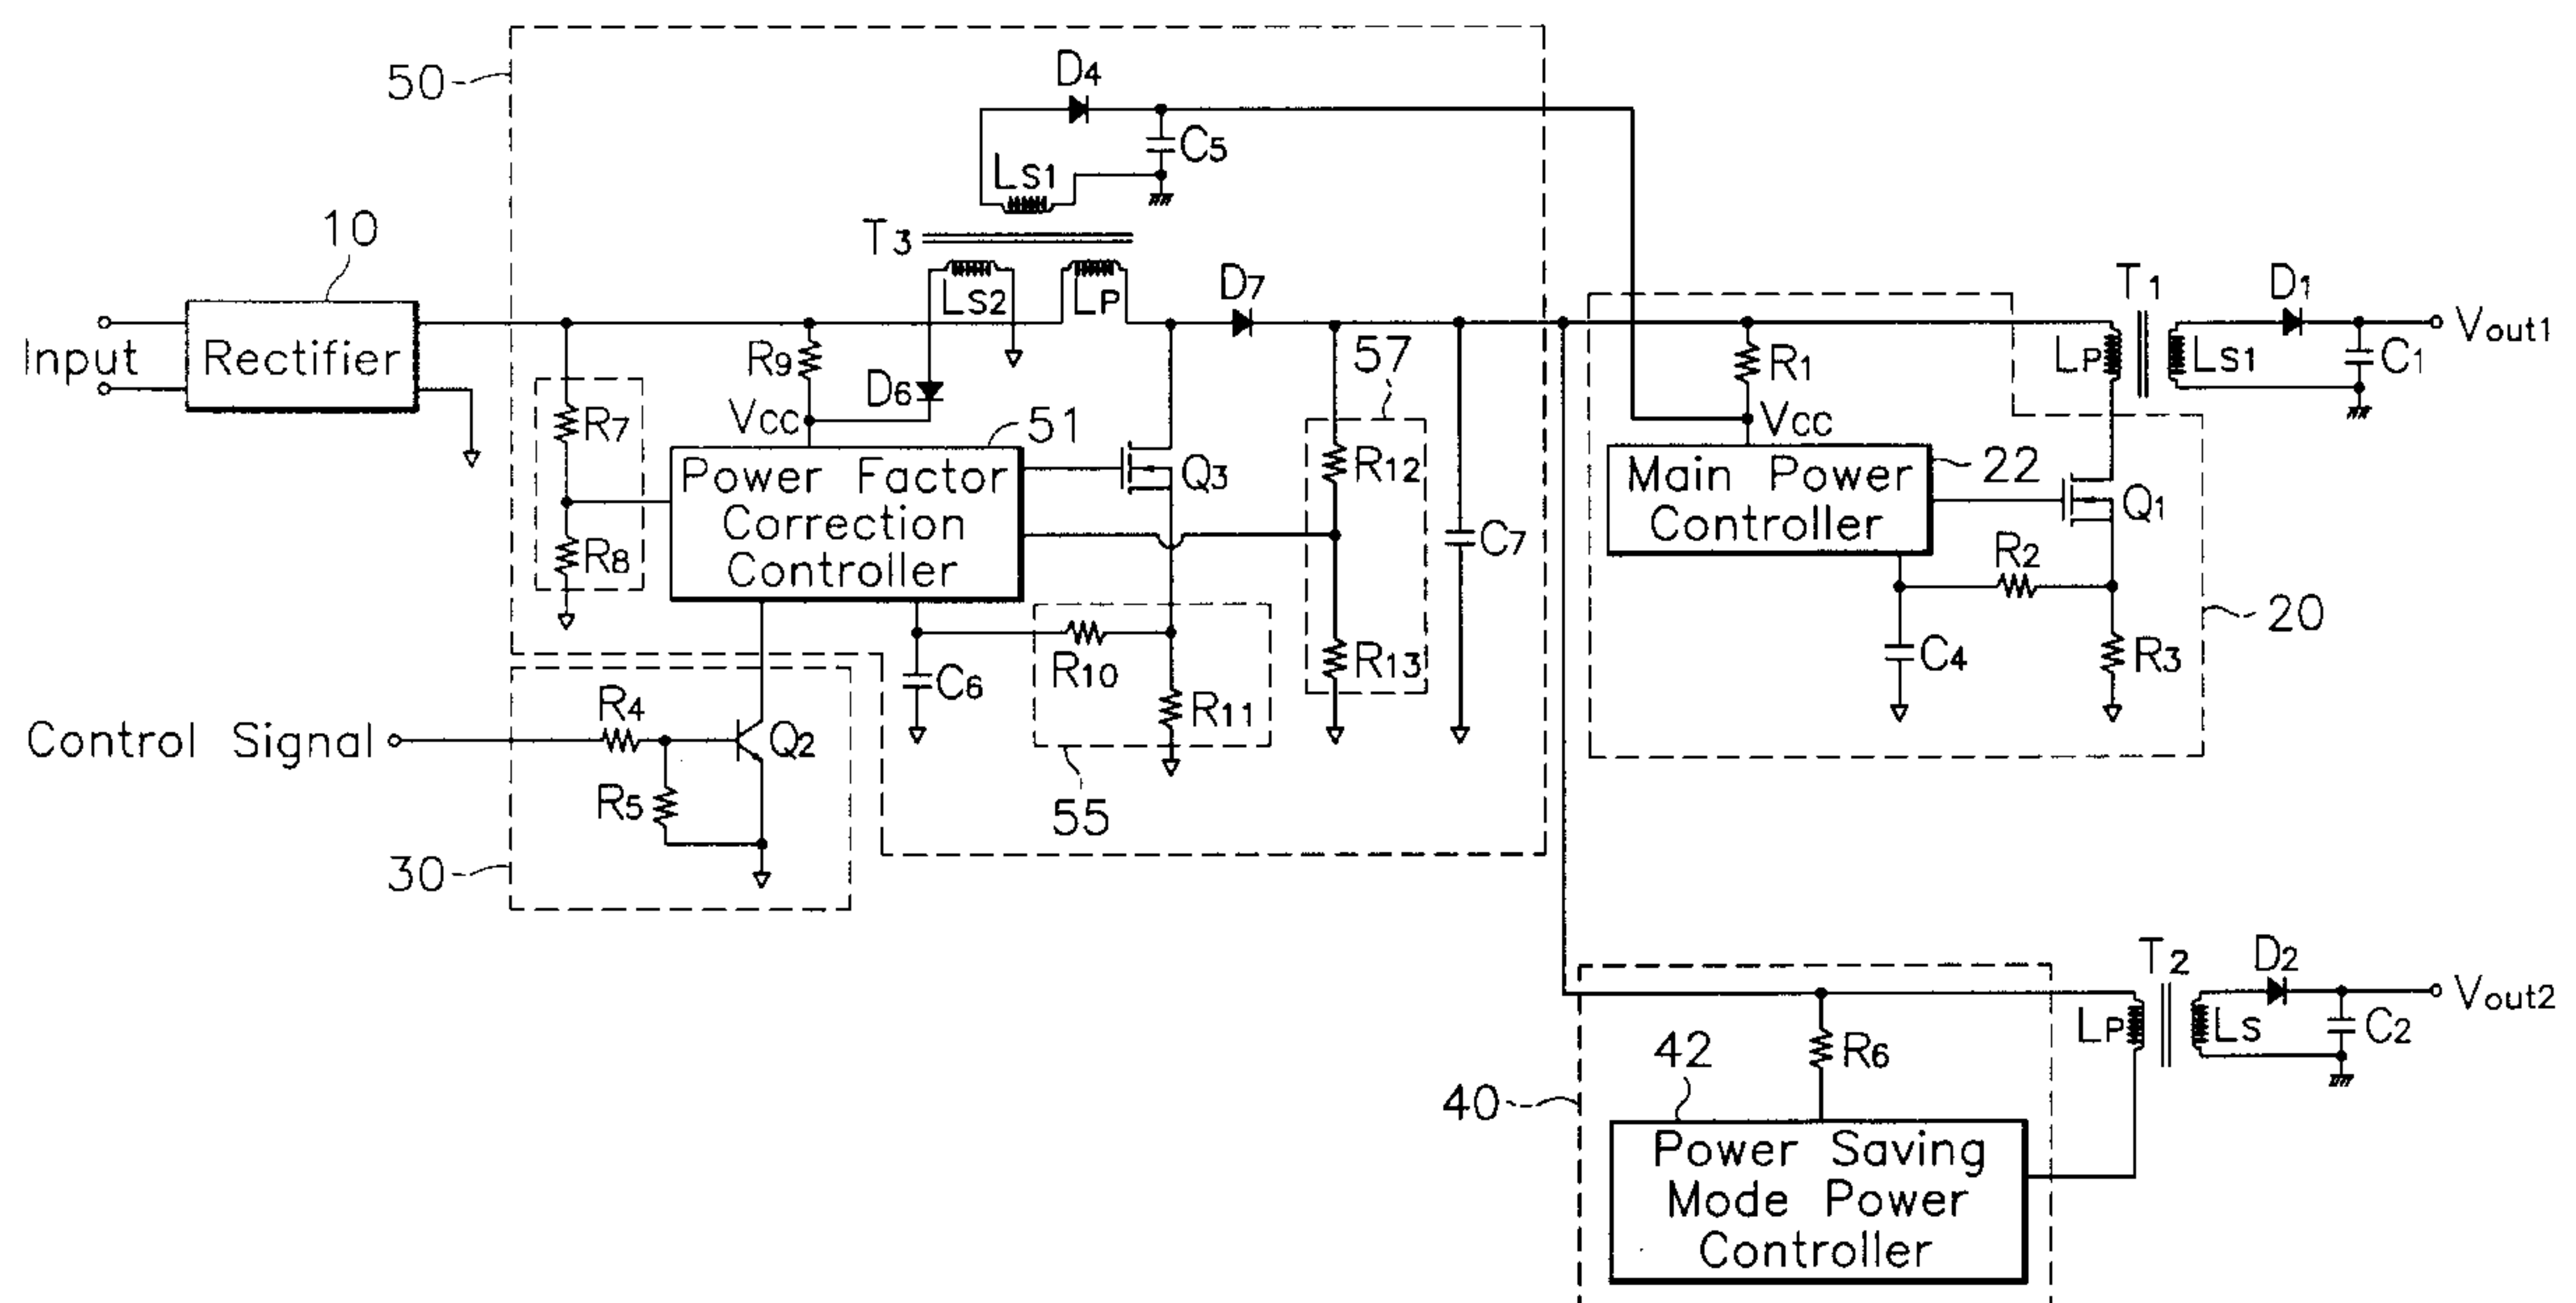 50
D4
C5
LS1
T3
10
LS2
LP
D7
T1
D1
Vout1
Input
Rectifier
R9
D6
57
R1
LP
LS1
C1
R7
VCC
51
VCC
Power Factor
Correction
Controller
Q3
R12
C7
Main Power
Controller
22
Q1
R8
R2
20
R10
C6
R11
R13
C4
R3
Control Signal
R4
Q2
R5
55
30
T2
D2
Vout2
LP
LS
C2
40
42
R6
Power Saving
Mode Power
Controller